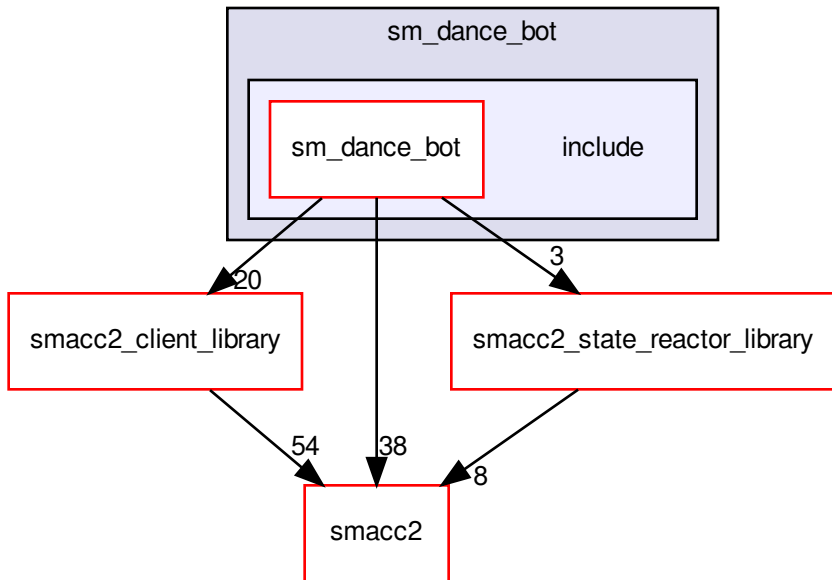 sm_dance_bot
sm_dance_bot
include
3
20
smacc2_client_library
smacc2_state_reactor_library
54
38
8
smacc2